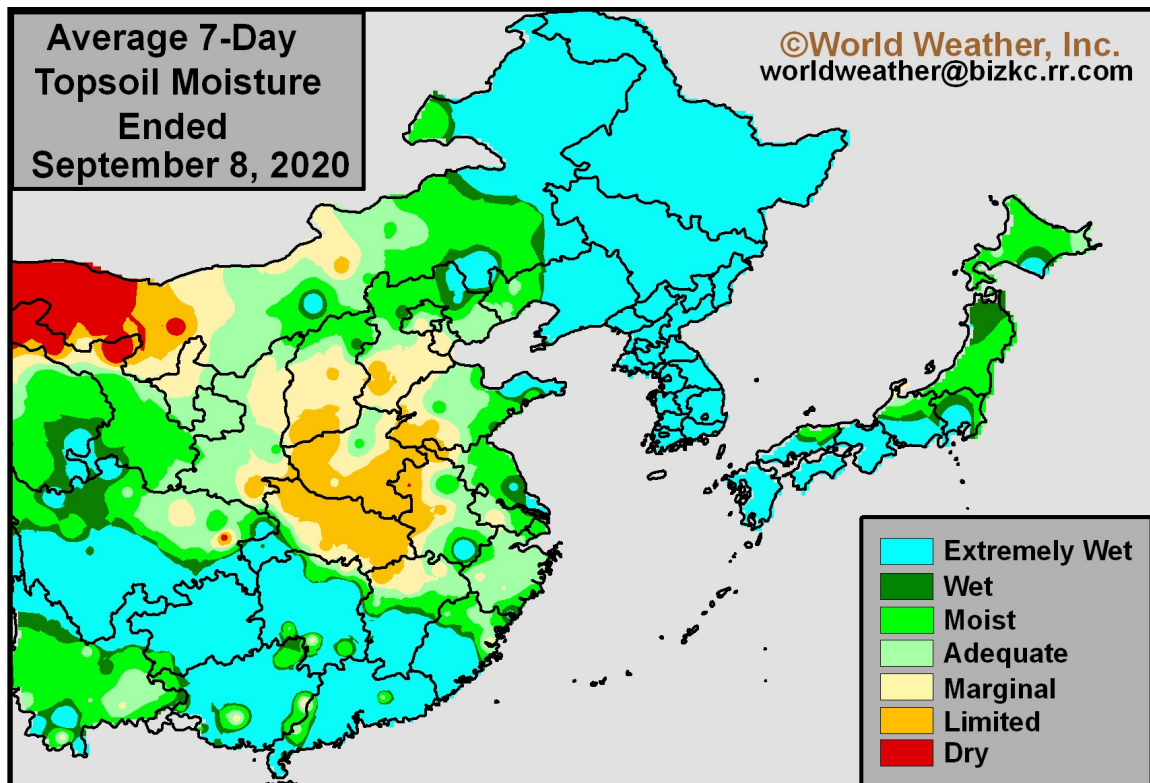 Average 7-Day
Topsoil Moisture
Ended
September 8, 2020
©World Weather, Inc.
worldweather@bizkc.rr.com
Extremely Wet
Wet
Moist
Adequate
Marginal
Limited
Dry